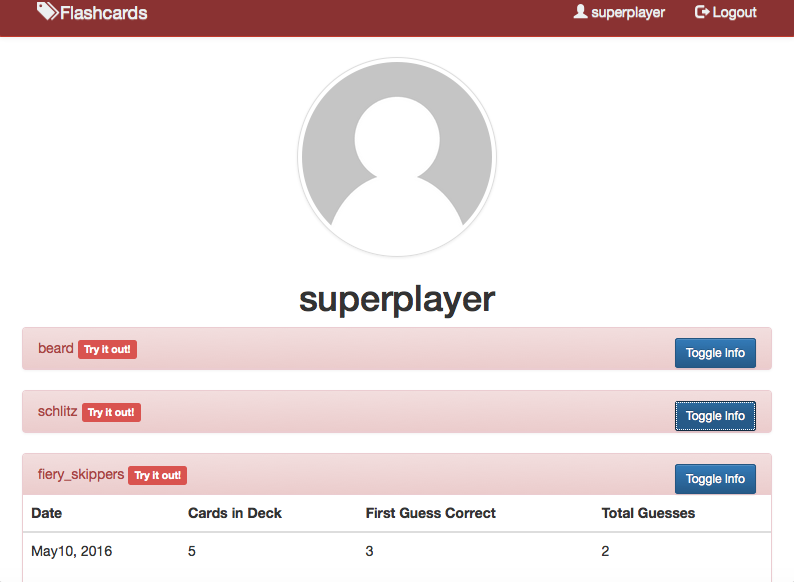 Flashcards superplayer Logout
superplayer
beard Try it out! Toggle Info
schlitz Try it out! Toggle Info
fiery_skippers Try it out! Toggle Info
Date Cards in Deck First Guess Correct Total Guesses
May10, 2016 5 3 2